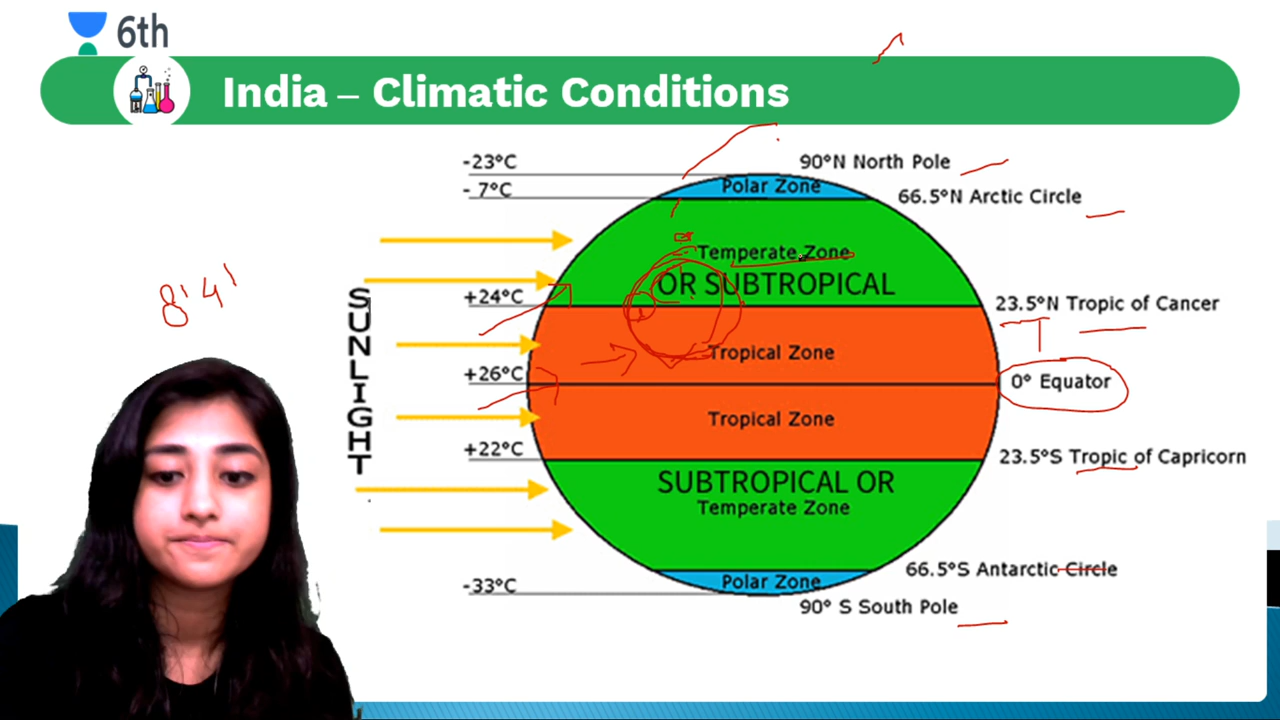 6th
India – Climatic Conditions
-23°C
90°N North Pole
Polar Zone
- 7°C
66.5°N Arctic Circle
Temperate Zone
OR SUBTROPICAL
8' 4'
SUNLIGHT
+24°C
23.5°N Tropic of Cancer
Tropical Zone
+26°C
0° Equator
Tropical Zone
+22°C
23.5°S Tropic of Capricorn
SUBTROPICAL OR
Temperate Zone
66.5°S Antarctic Circle
-33°C
Polar Zone
90° S South Pole